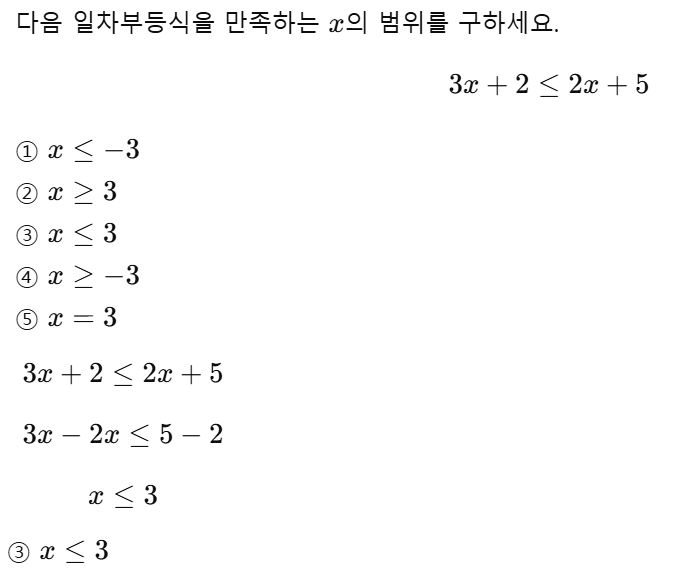 다음 일차부등식을 만족하는 x의 범위를 구하세요.
3x + 2 ≤ 2x + 5
① x ≤ −3
② x ≥ 3
③ x ≤ 3
④ x ≥ −3
⑤ x = 3
3x + 2 ≤ 2x + 5
3x − 2x ≤ 5 − 2
x ≤ 3
③ x ≤ 3